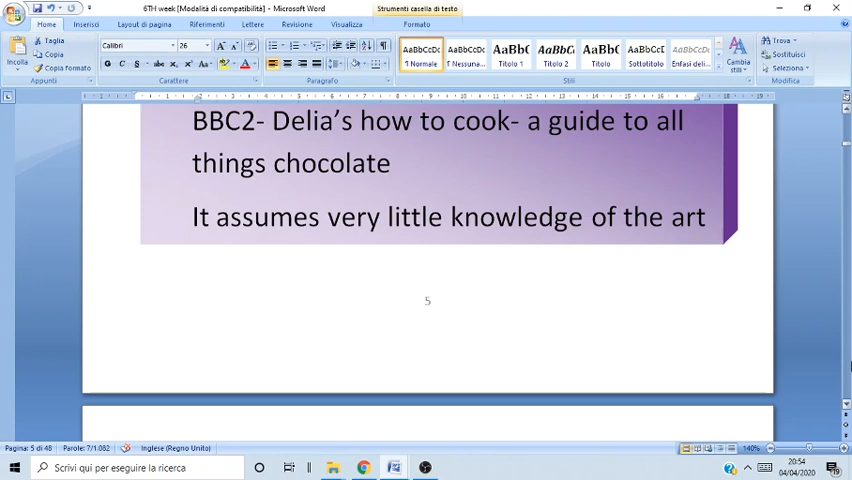 6TH week [Modalità di compatibilità] - Microsoft Word
Strumenti casella di testo
Home Inserisci Layout di pagina Riferimenti Lettere Revisione Visualizza Formato
Incolla
Taglia
Copia
Copia formato
Appunti
Calibri 26
Carattere
Paragrafo
AaBbCcDc AaBbCcDc AaBbC AaBbCc AaBbC AaBbCcD AaBbCcDc
¶ Normale ¶ Nessuna... Titolo 1 Titolo 2 Titolo Sottotitolo Enfasi deli...
Cambia stili
Stili
Trova
Sostituisci
Seleziona
Modifica
BBC2- Delia’s how to cook- a guide to all
things chocolate
It assumes very little knowledge of the art
5
Pagina: 5 di 48 Parole: 7/1.082 Inglese (Regno Unito) 140%
Scrivi qui per eseguire la ricerca
20:54
04/04/2020
19